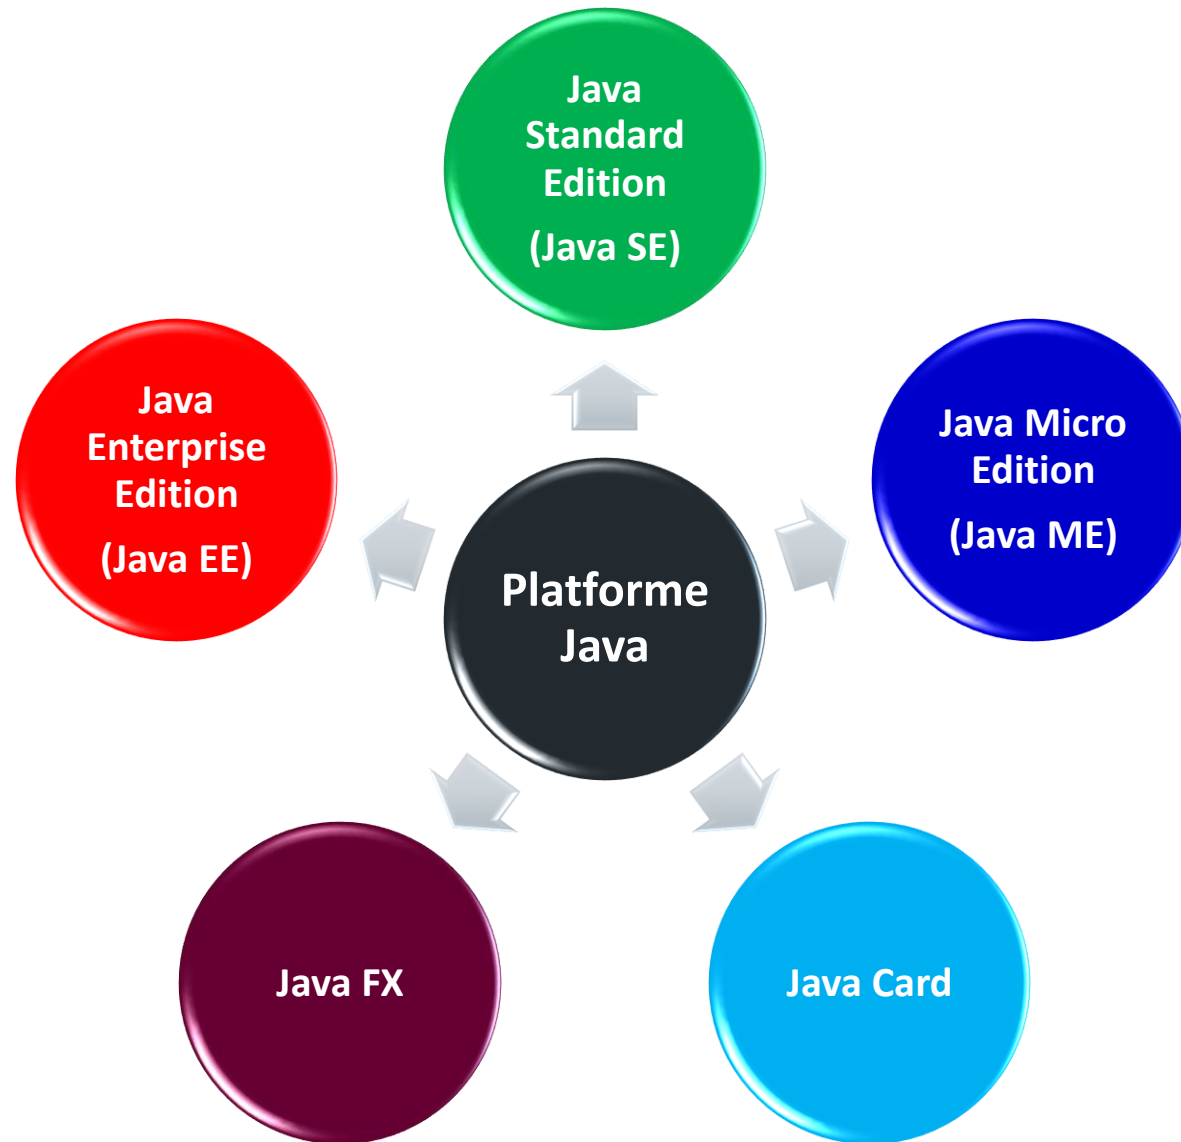 Java
Standard
Edition
(Java SE)
Java
Enterprise
Edition
(Java EE)
Java Micro
Edition
(Java ME)
Platforme
Java
Java FX
Java Card